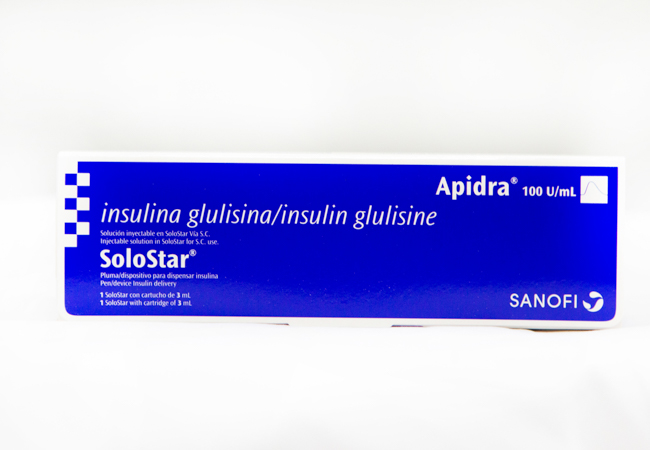 Apidra® 100 U/mL
insulina glulisina/insulin glulisine
Solución inyectable en SoloStar Vía S.C.
Injectable solution in SoloStar for S.C. use.
SoloStar®
Pluma/dispositivo para dispensar insulina
Pen/device Insulin delivery
1 SoloStar con cartucho de 3 mL
1 SoloStar with cartridge of 3 mL
SANOFI